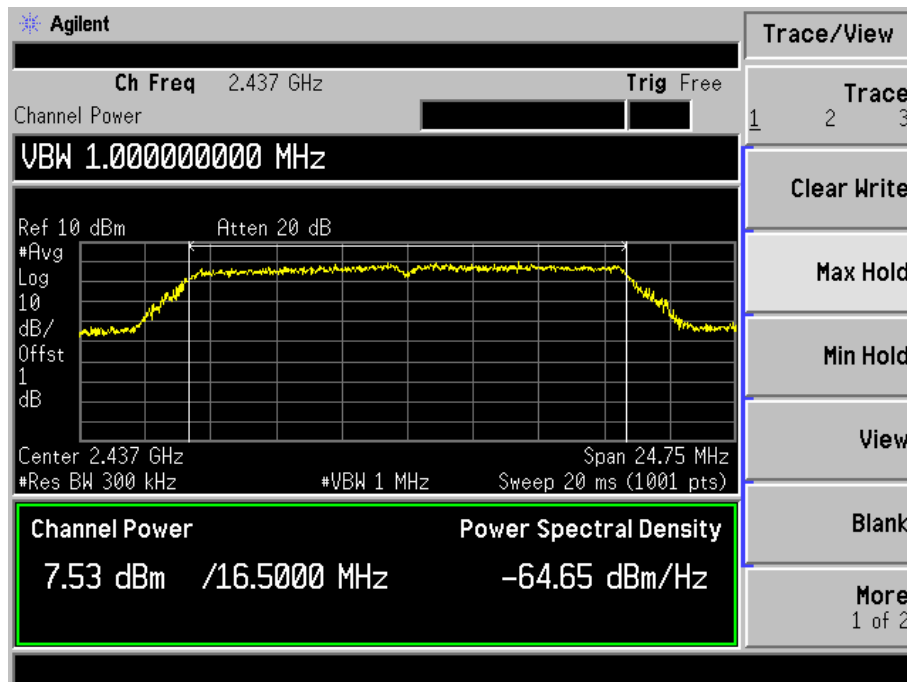 Agilent
Trace/View
Ch Freq 2.437 GHz Trig Free
Channel Power
Trace
1 2 3
VBW 1.000000000 MHz
Clear Write
Ref 10 dBm Atten 20 dB
#Avg
Log
10
dB/
Offst
1
dB
Max Hold
Min Hold
View
Center 2.437 GHz Span 24.75 MHz
#Res BW 300 kHz #VBW 1 MHz Sweep 20 ms (1001 pts)
Channel Power Power Spectral Density
7.53 dBm /16.5000 MHz -64.65 dBm/Hz
Blank
More
1 of 2